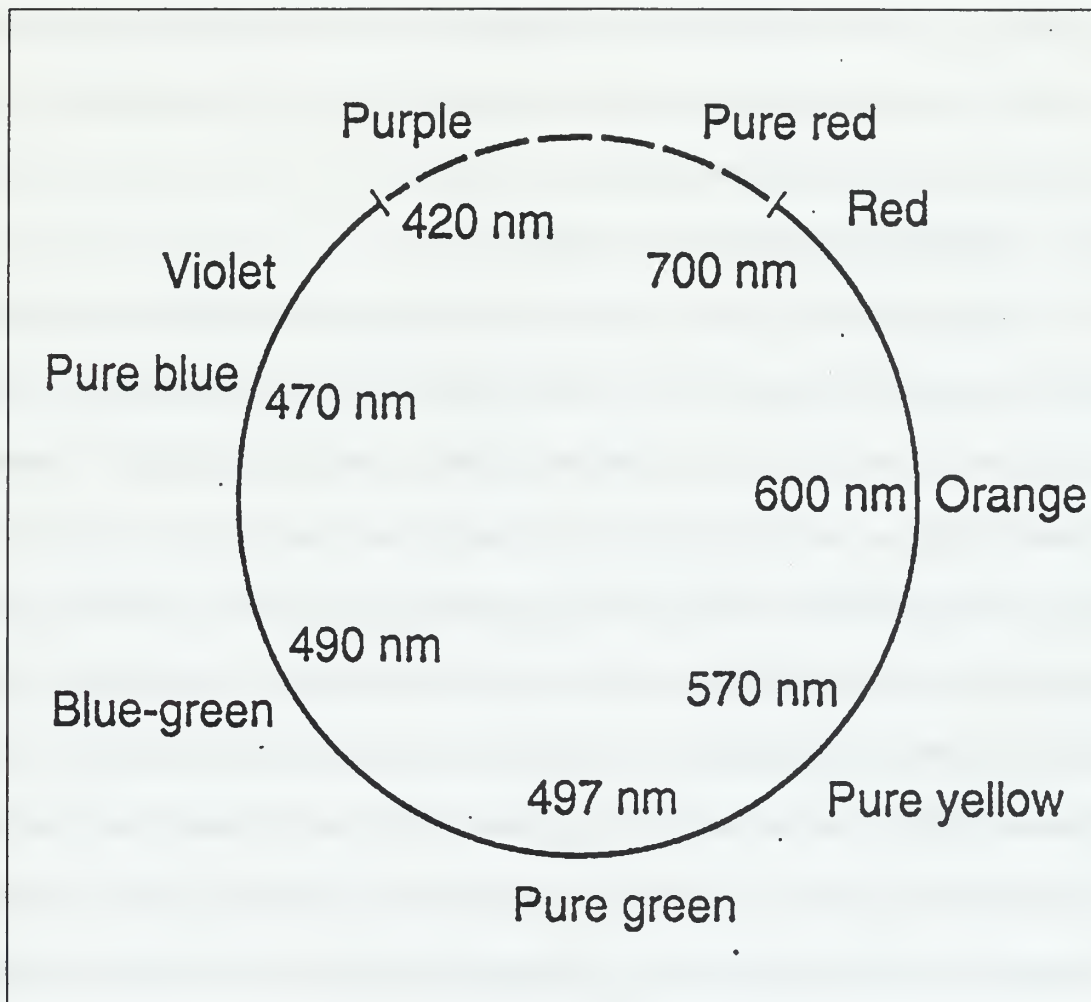 Purple
Pure red
420 nm
Red
700 nm
Violet
Pure blue
470 nm
600 nm
Orange
490 nm
570 nm
Blue-green
497 nm
Pure yellow
Pure green